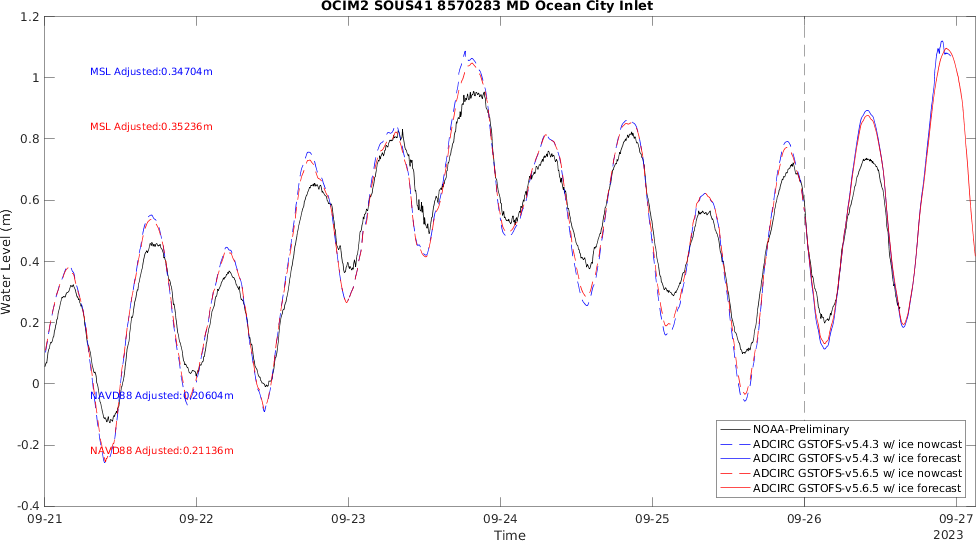 OCIM2 SOUS41 8570283 MD Ocean City Inlet
1.2
1
0.8
0.6
0.4
0.2
0
-0.2
-0.4
Water Level (m)
MSL Adjusted:0.34704m
MSL Adjusted:0.35236m
NAVD88 Adjusted:0.20604m
NAVD88 Adjusted:0.21136m
NOAA-Preliminary
ADCIRC GSTOFS-v5.4.3 w/ ice nowcast
ADCIRC GSTOFS-v5.4.3 w/ ice forecast
ADCIRC GSTOFS-v5.6.5 w/ ice nowcast
ADCIRC GSTOFS-v5.6.5 w/ ice forecast
09-21 09-22 09-23 09-24 09-25 09-26 09-27
Time
2023